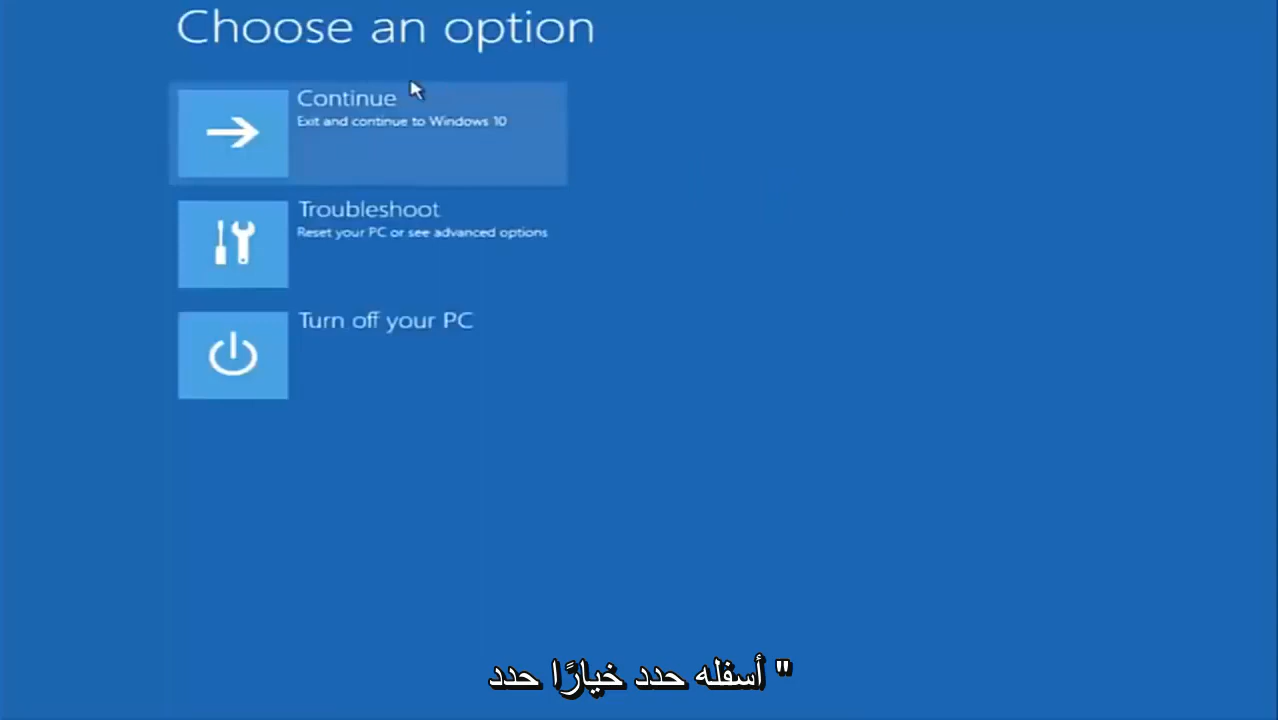 Choose an option
Continue
Exit and continue to Windows 10
Troubleshoot
Reset your PC or see advanced options
Turn off your PC
" أسفله حدد خيارًا حدد